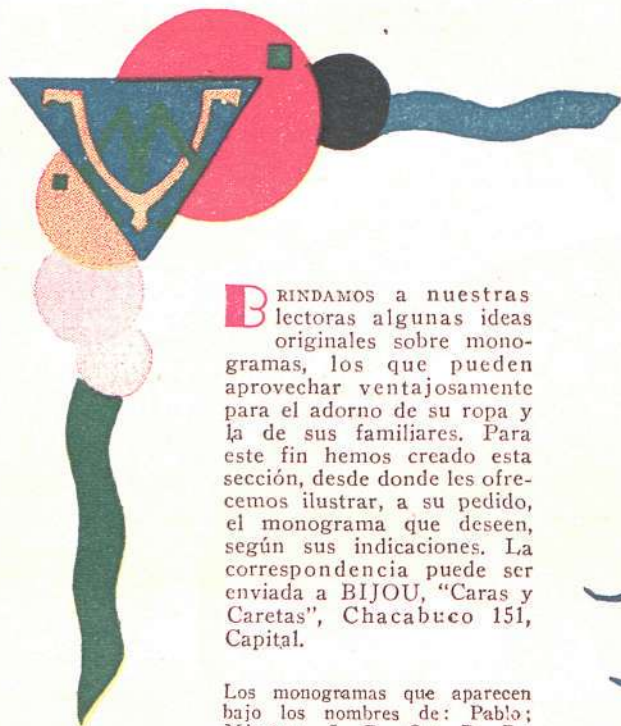 BRINDAMOS a nuestras
lectoras algunas ideas
originales sobre mono-
gramas, los que pueden
aprovechar ventajosamente
para el adorno de su ropa y
la de sus familiares. Para
este fin hemos creado esta
sección, desde donde les ofre-
cemos ilustrar, a su pedido,
el monograma que deseen,
según sus indicaciones. La
correspondencia puede ser
enviada a BIJOU, “Caras y
Caretas”, Chacabuco 151,
Capital.
Los monogramas que aparecen
bajo los nombres de: Pablo;